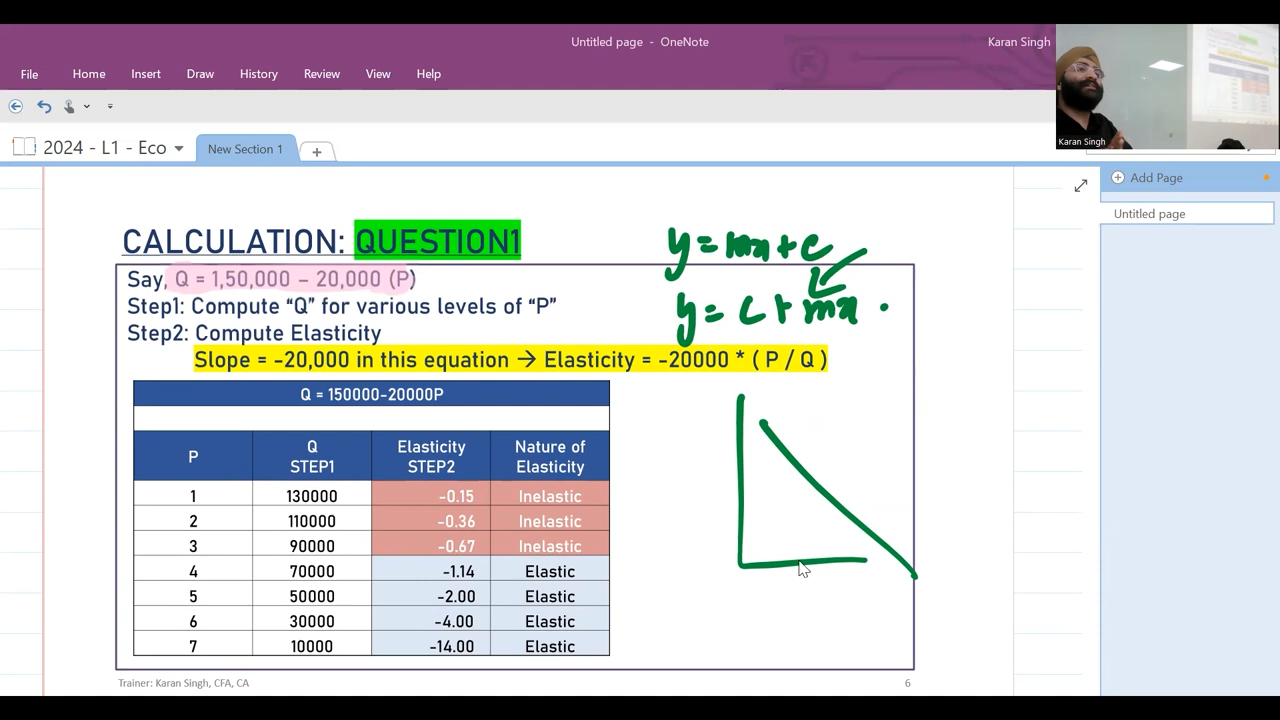 Untitled page - OneNote
Karan Singh
File Home Insert Draw History Review View Help
2024 - L1 - Eco
New Section 1
Add Page
Untitled page
Karan Singh
CALCULATION: QUESTION1
Say, Q = 1,50,000 – 20,000 (P)
Step1: Compute “Q” for various levels of “P”
Step2: Compute Elasticity
Slope = -20,000 in this equation → Elasticity = -20000 * ( P / Q )
y = mx + c
y = c + mx
Q = 150000-20000P
P Q STEP1 Elasticity STEP2 Nature of Elasticity
1 130000 -0.15 Inelastic
2 110000 -0.36 Inelastic
3 90000 -0.67 Inelastic
4 70000 -1.14 Elastic
5 50000 -2.00 Elastic
6 30000 -4.00 Elastic
7 10000 -14.00 Elastic
Trainer: Karan Singh, CFA, CA
6